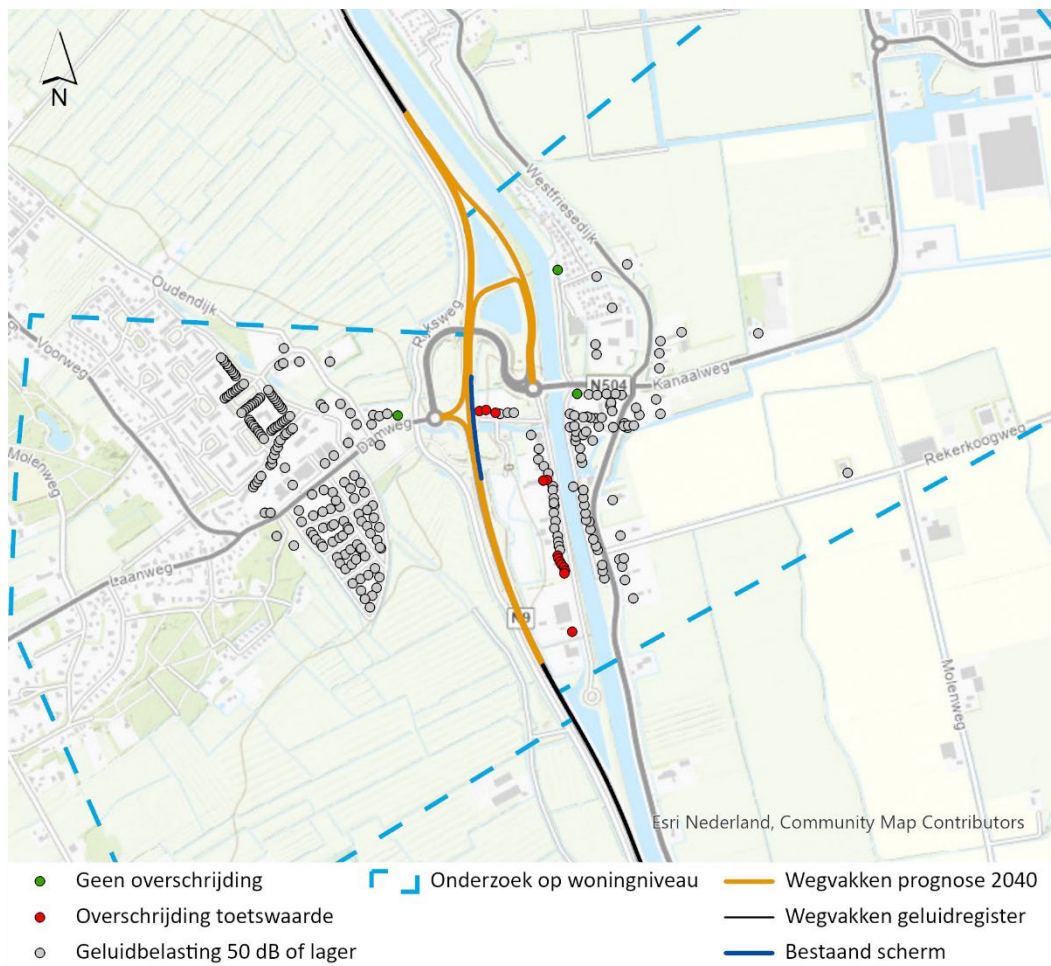 N
Westfriesedijk
Oudendijk
Rijksweg
Voorweg
N504
Kanaalweg
Damweg
Molenweg
Rekerkoogweg
Laanweg
N9
Molenweg
Esri Nederland, Community Map Contributors
Geen overschrijding
Onderzoek op woningniveau
Wegvakken prognose 2040
Overschrijding toetswaarde
Wegvakken geluidregister
Geluidbelasting 50 dB of lager
Bestaand scherm